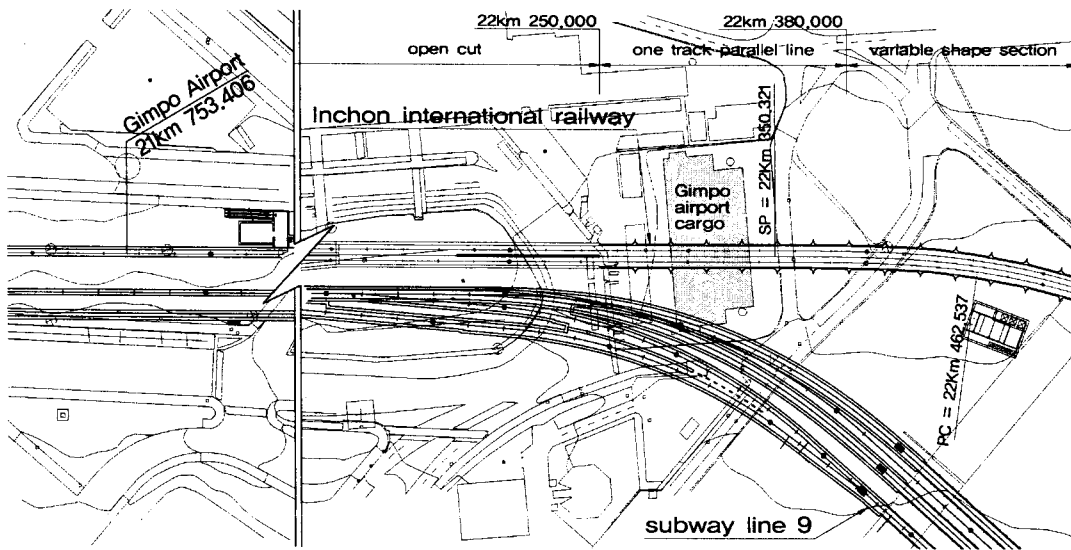 22km 250,000
22km 380,000
open cut
one track parallel line
variable shape section
Gimpo Airport
21km 753.406
Inchon international railway
SP = 22Km 350.321
Gimpo
airport
cargo
PC = 22Km 462.537
subway line 9